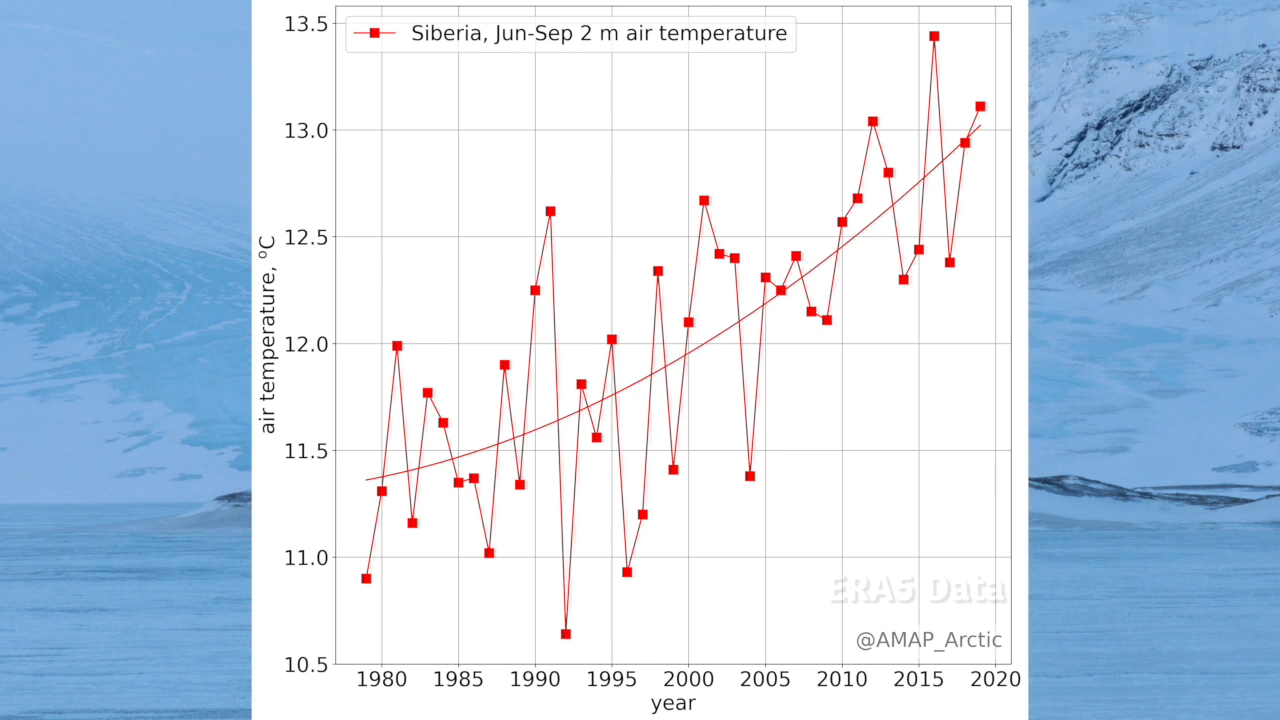 Siberia, Jun-Sep 2 m air temperature
13.5
13.0
12.5
12.0
11.5
11.0
10.5
air temperature, °C
1980 1985 1990 1995 2000 2005 2010 2015 2020
year
ERA5 Data
@AMAP_Arctic